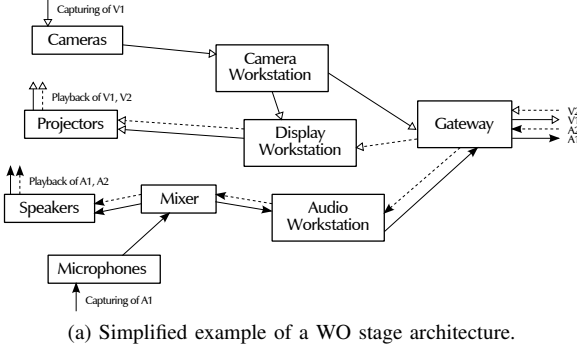 Capturing of V1
Cameras
Camera
Workstation
Playback of V1, V2
Projectors
Display
Workstation
Gateway
V2
A2
A1
Playback of A1, A2
Speakers
Mixer
Audio
Workstation
Microphones
Capturing of A1
(a) Simplified example of a WO stage architecture.